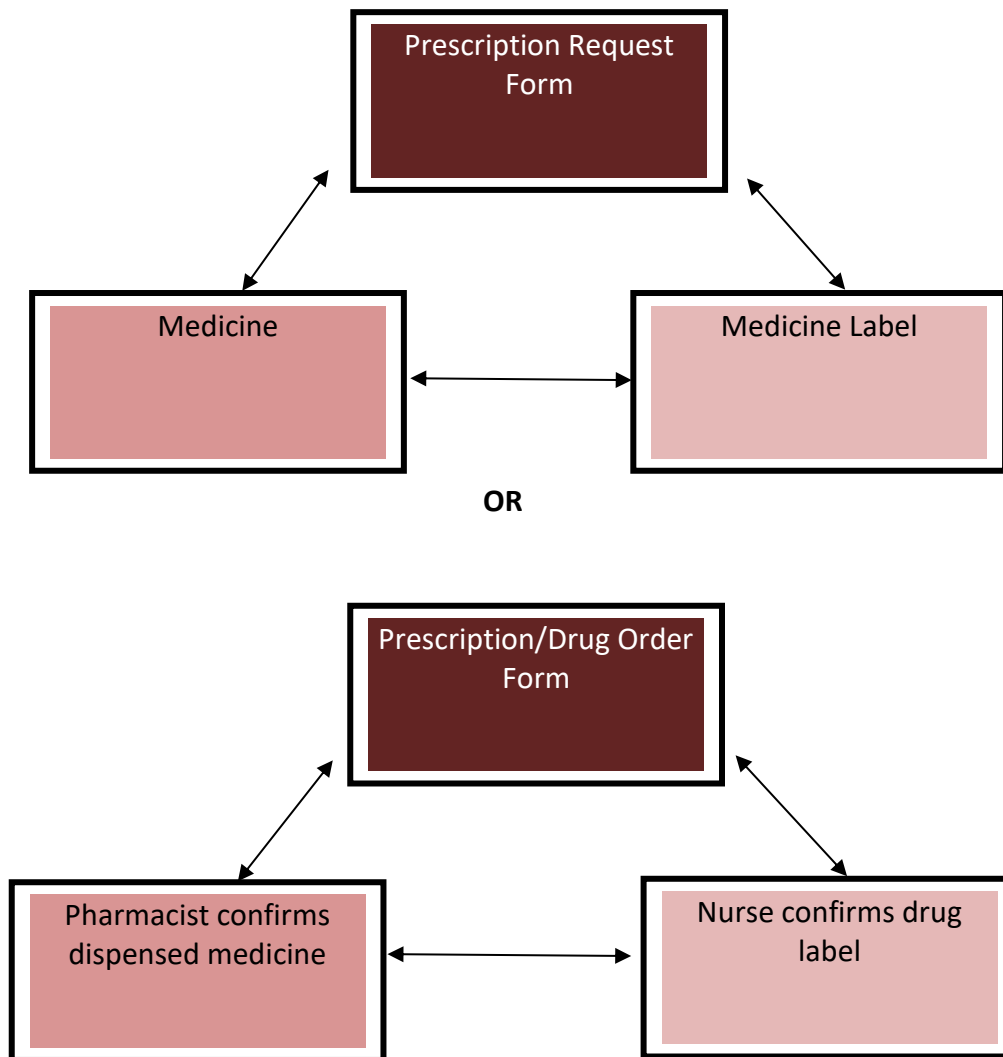 Prescription Request
Form
Medicine
Medicine Label
OR
Prescription/Drug Order
Form
Pharmacist confirms
dispensed medicine
Nurse confirms drug
label